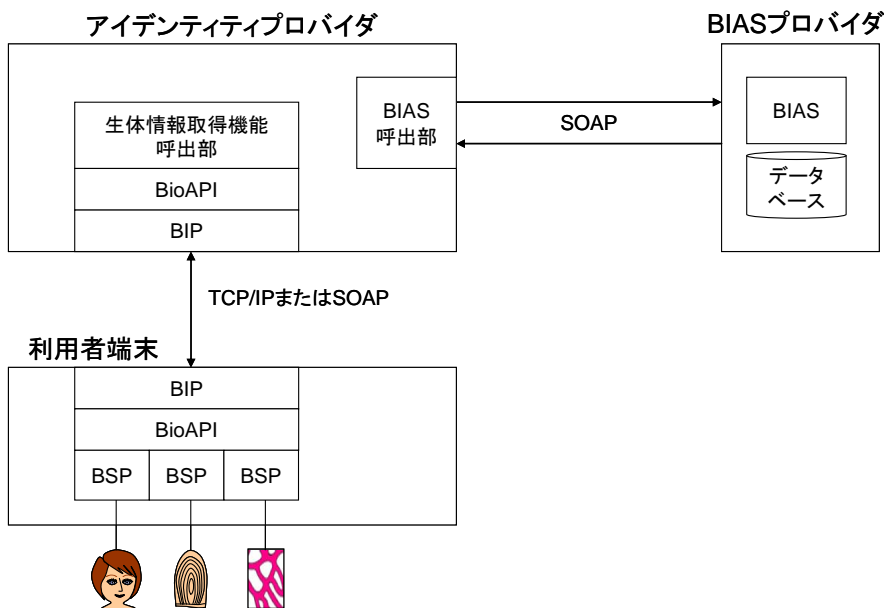 アイデンティティプロバイダ
BIASプロバイダ
生体情報取得機能
呼出部
BioAPI
BIP
BIAS
呼出部
SOAP
BIAS
データ
ベース
TCP/IPまたはSOAP
利用者端末
BIP
BioAPI
BSP
BSP
BSP